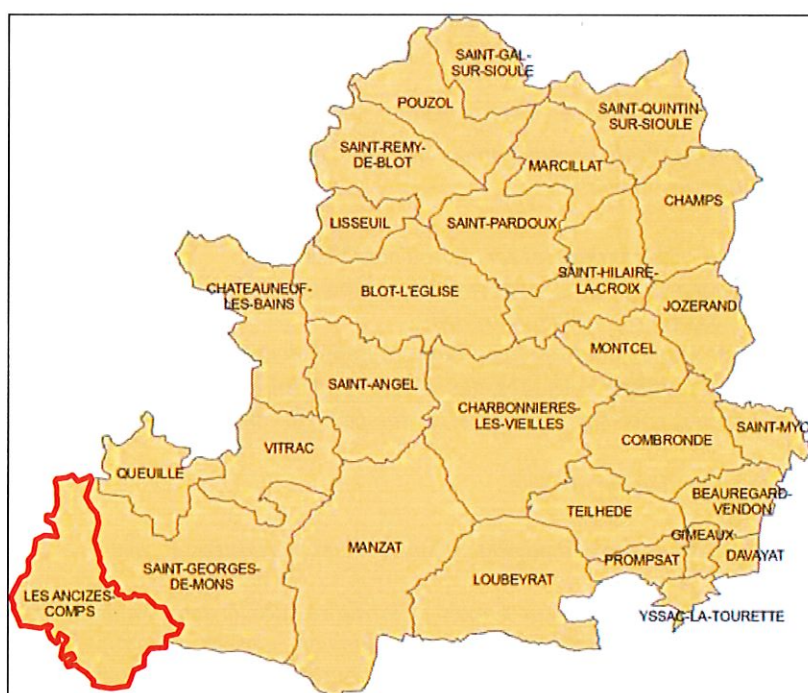 SAINT-GAL-
SUR-SIOULE
POUZOL
SAINT-QUINTIN-
SUR-SIOULE
SAINT-REMY-
DE-BLOT
MARCILLAT
CHAMPS
LISSEUIL
SAINT-PARDOUX
SAINT-HILAIRE-
LA-CROIX
CHATEAUNEUF-
LES-BAINS
BLOT-L'EGLISE
JOZERAND
MONTCEL
SAINT-ANGEL
CHARBONNIERES-
LES-VIEILLES
COMBRONDE
SAINT-MYO
VITRAC
QUEUILLE
BEAUREGARD-
VENDON
TEILHEDE
GIMEAUX
MANZAT
PROMPSAT
DAVAYAT
SAINT-GEORGES-
DE-MONS
LOUBEYRAT
LES ANCIZES-
COMPS
YSSAC-LA-TOURETTE